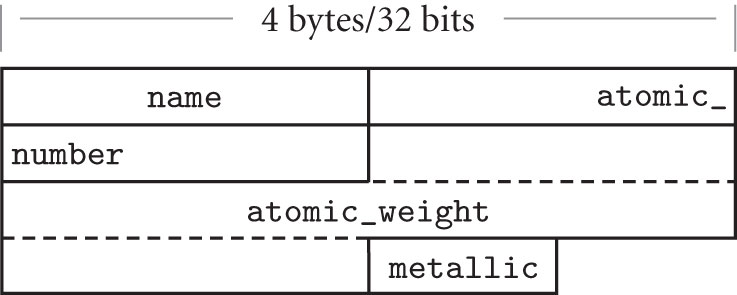 4 bytes/32 bits
name atomic_
number
atomic_weight
metallic